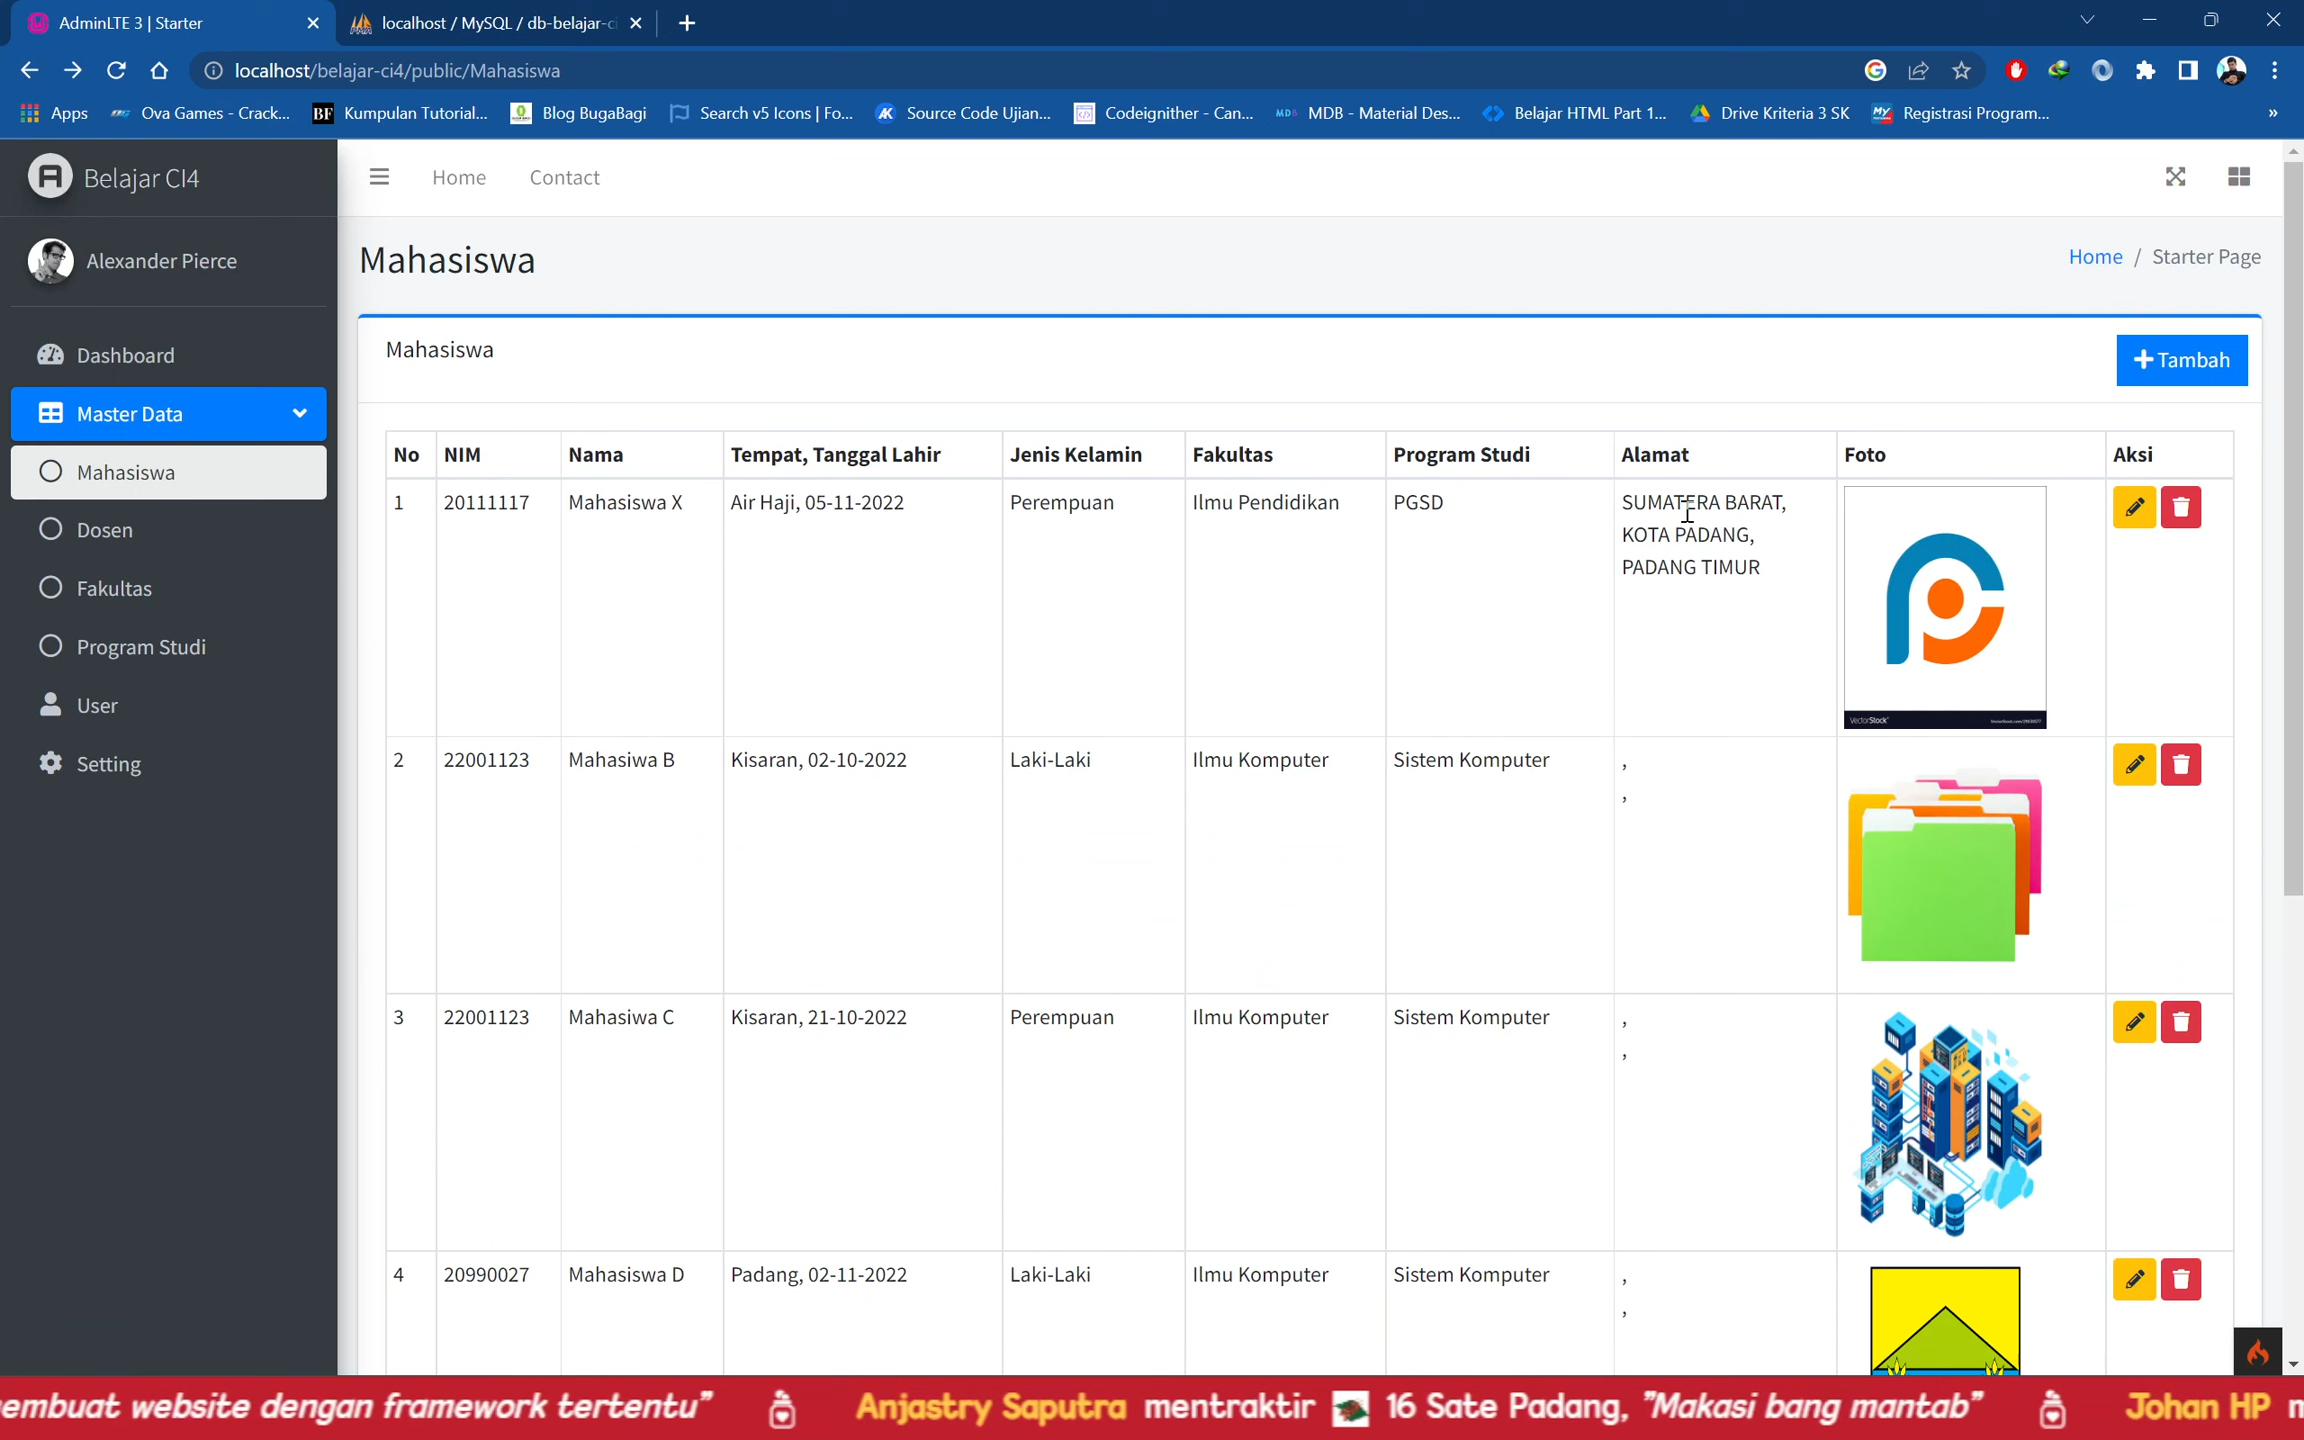 AdminLTE 3 | Starter
localhost / MySQL / db-belajar-c
localhost/belajar-ci4/public/Mahasiswa
Apps
Ova Games - Crack...
BF Kumpulan Tutorial...
Blog BugaBagi
Search v5 Icons | Fo...
Source Code Ujian...
Codeignither - Can...
MDB MDB - Material Des...
Belajar HTML Part 1...
Drive Kriteria 3 SK
My Registrasi Program...
»
Belajar CI4
Home
Contact
Alexander Pierce
Mahasiswa
Home / Starter Page
Dashboard
Master Data
Mahasiswa
Dosen
Fakultas
Program Studi
User
Setting
Mahasiswa
Tambah
No NIM Nama Tempat, Tanggal Lahir Jenis Kelamin Fakultas Program Studi Alamat Foto Aksi
1 20111117 Mahasiswa X Air Haji, 05-11-2022 Perempuan Ilmu Pendidikan PGSD SUMATERA BARAT,
KOTA PADANG,
PADANG TIMUR
VectorStock
2 22001123 Mahasiwa B Kisaran, 02-10-2022 Laki-Laki Ilmu Komputer Sistem Komputer ,
,
3 22001123 Mahasiwa C Kisaran, 21-10-2022 Perempuan Ilmu Komputer Sistem Komputer ,
,
4 20990027 Mahasiswa D Padang, 02-11-2022 Laki-Laki Ilmu Komputer Sistem Komputer ,
,
embuat website dengan framework tertentu” Anjastry Saputra mentraktir 16 Sate Padang, ”Makasi bang mantab” Johan HP